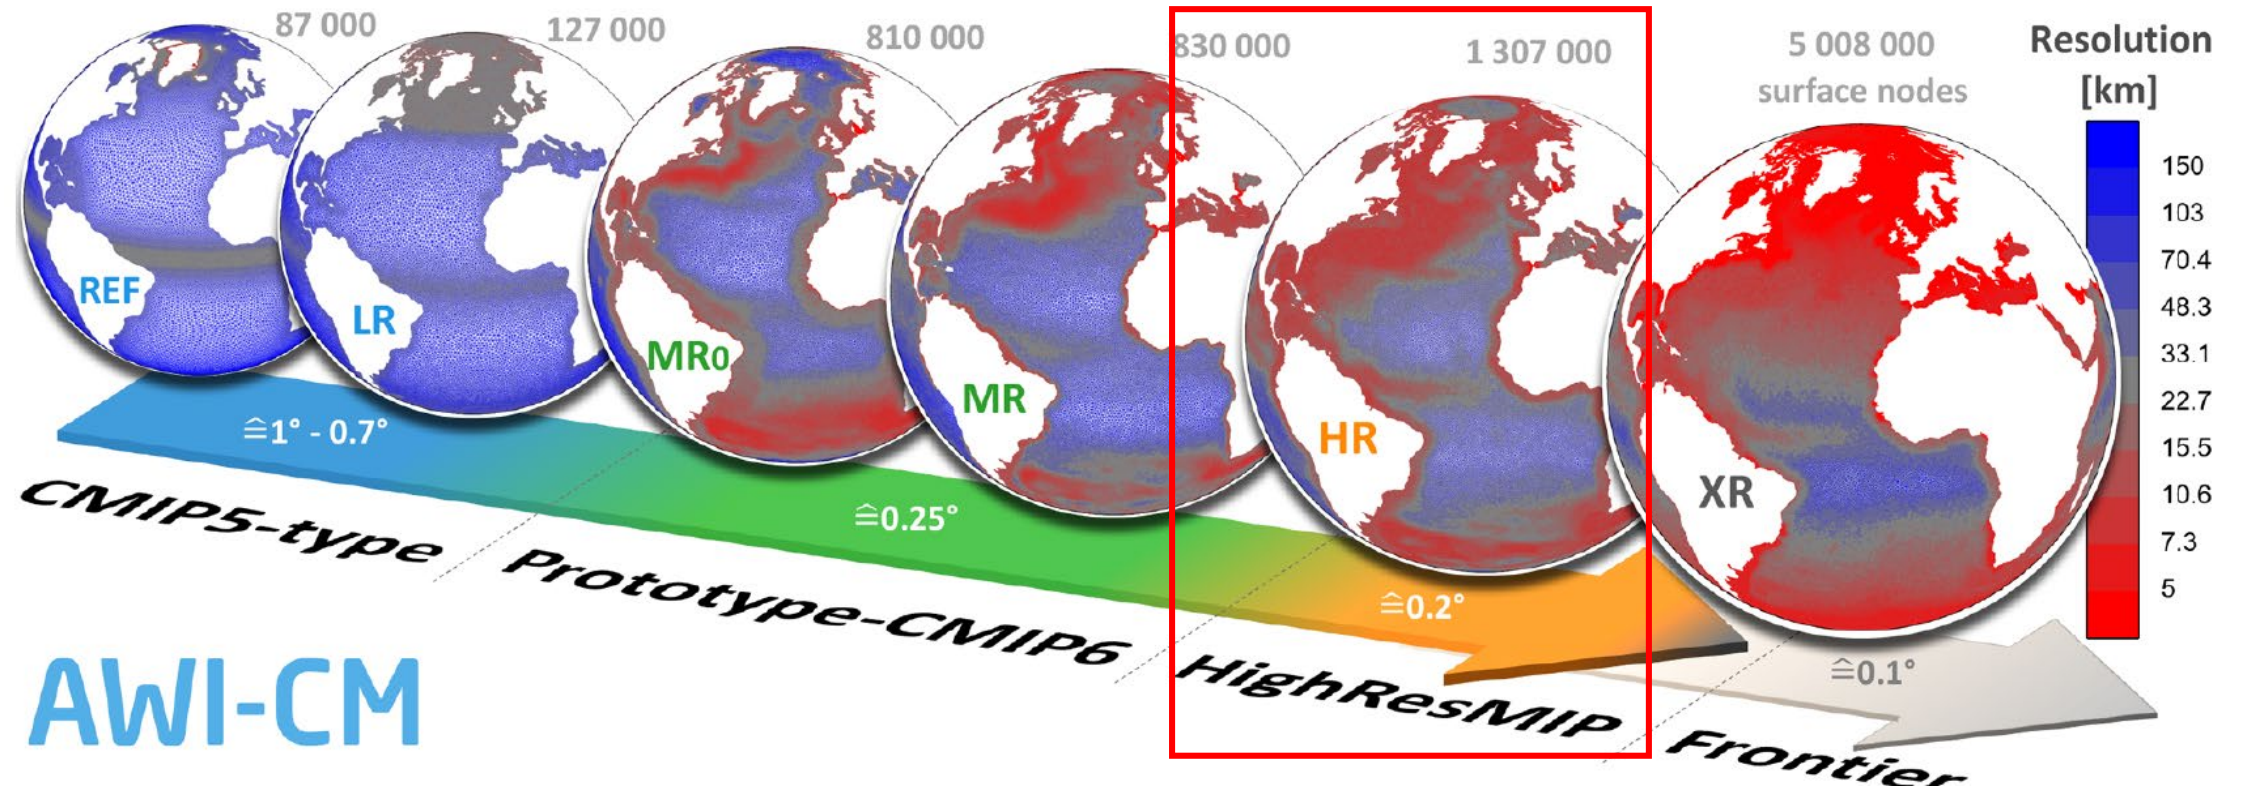 87 000
127 000
810 000
830 000
1 307 000
5 008 000
surface nodes
Resolution
[km]
150
103
70.4
48.3
33.1
22.7
15.5
10.6
7.3
5
REF
LR
MR0
MR
HR
XR
≙1° - 0.7°
≙0.25°
≙0.2°
≙0.1°
CMIP5-type
Prototype-CMIP6
HighResMIP
Frontier
AWI-CM